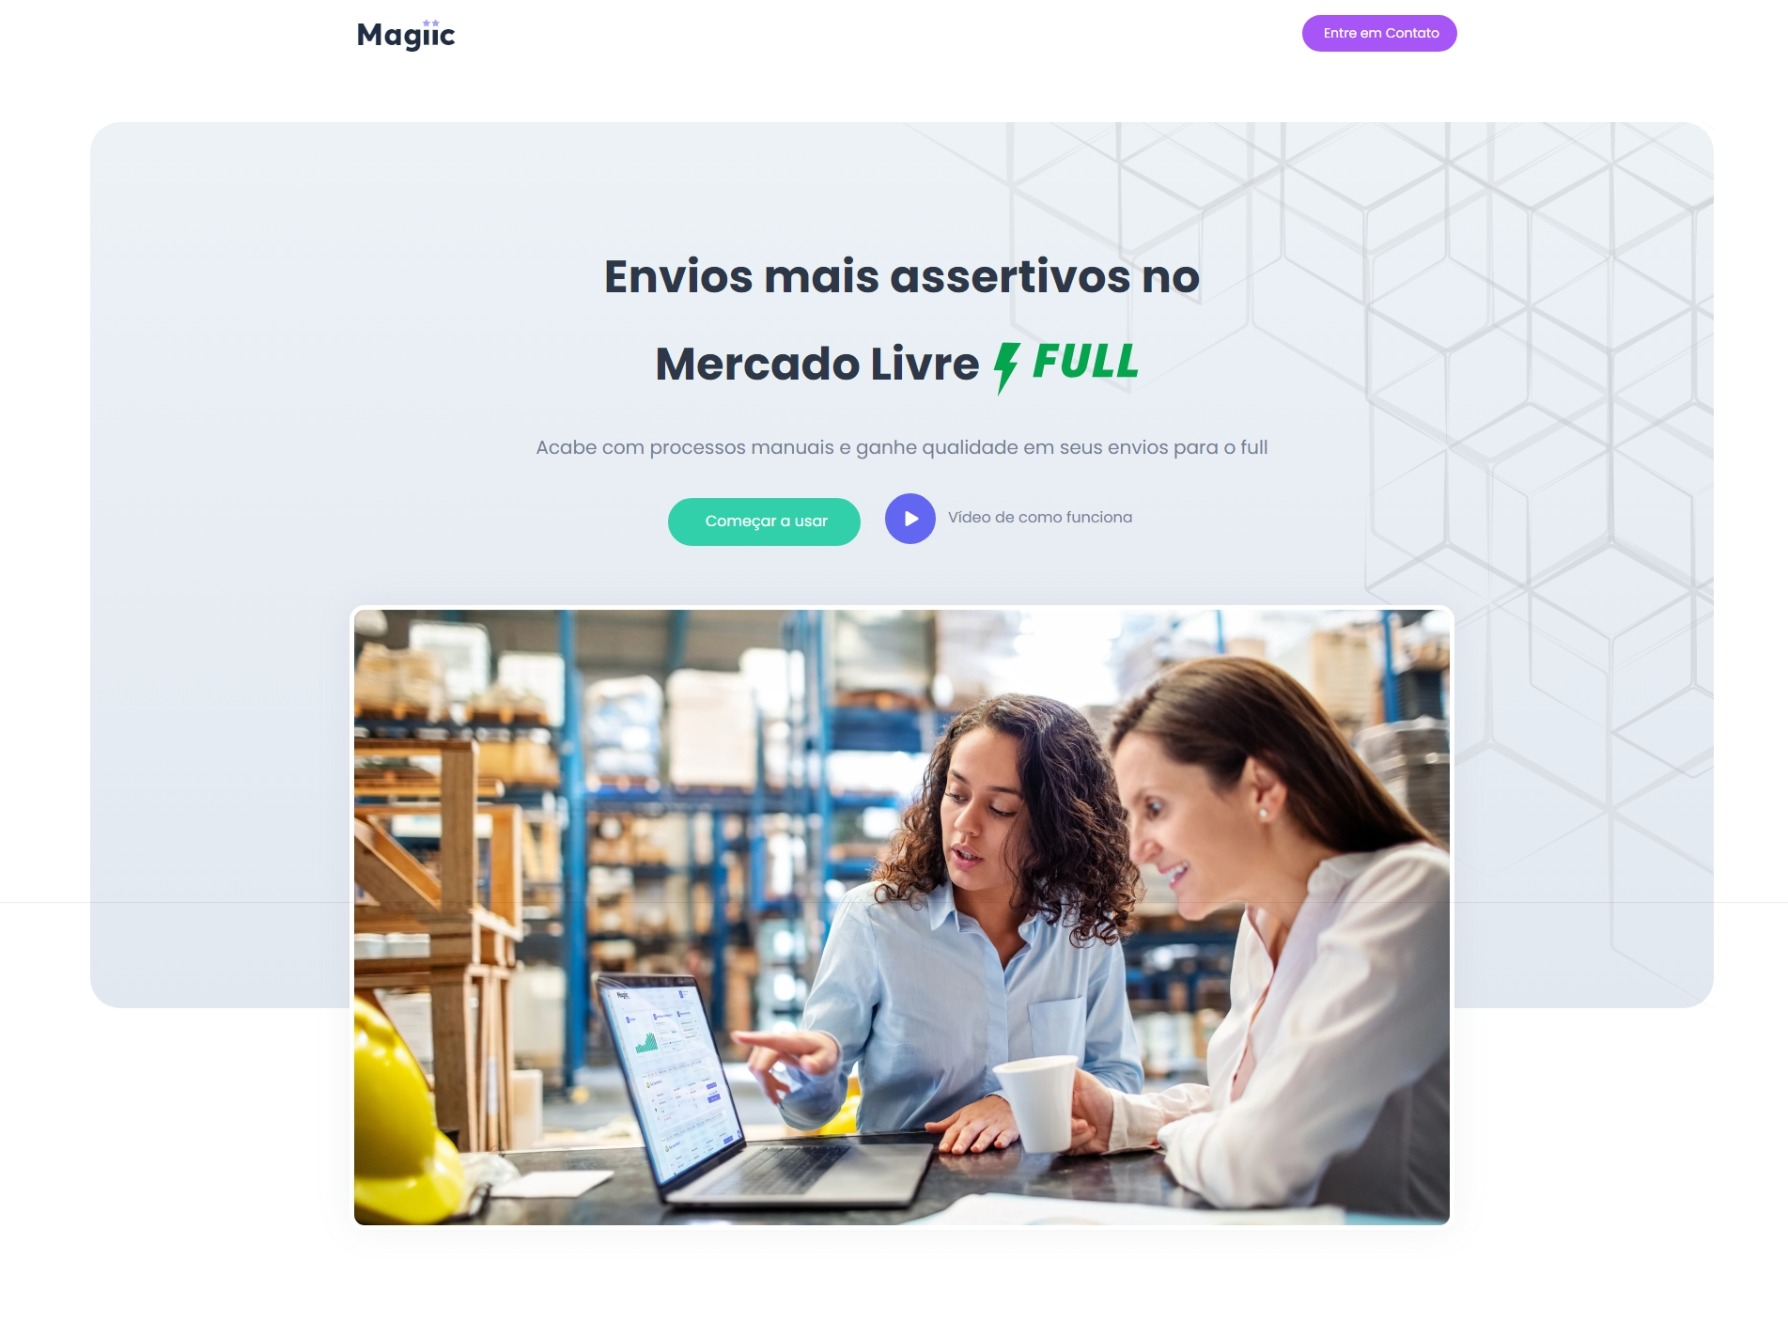 Magiic
Entre em Contato
Envios mais assertivos no
Mercado Livre FULL
Acabe com processos manuais e ganhe qualidade em seus envios para o full
Começar a usar
Vídeo de como funciona